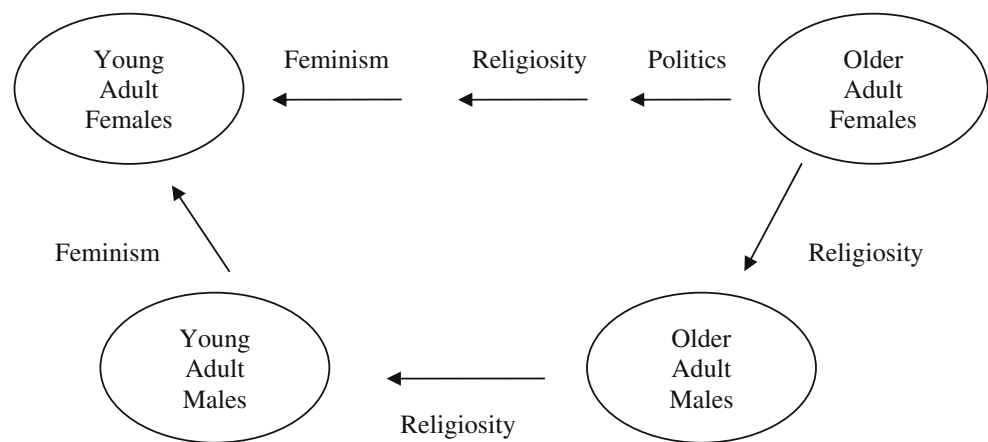 Young
Adult
Females
Feminism
Religiosity
Politics
Older
Adult
Females
Feminism
Religiosity
Young
Adult
Males
Older
Adult
Males
Religiosity